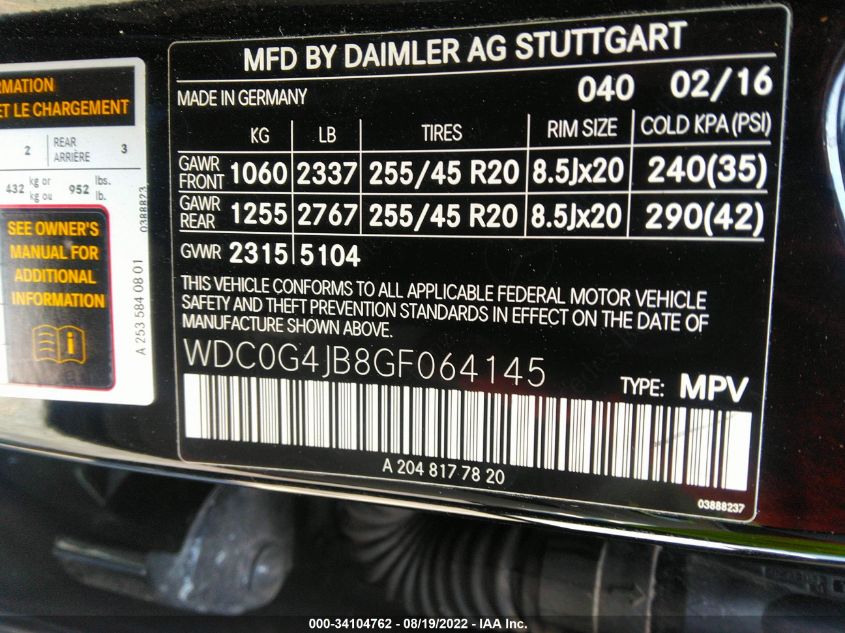 RMATION
ET LE CHARGEMENT
2 REAR ARRIÈRE 3
432 kg or kg ou 952 lbs. lb.
0388823
SEE OWNER'S
MANUAL FOR
ADDITIONAL
INFORMATION
A 253 584 08 01
MFD BY DAIMLER AG STUTTGART
MADE IN GERMANY 040 02/16
KG LB TIRES RIM SIZE COLD KPA(PSI)
GAWR FRONT 1060 2337 255/45 R20 8.5Jx20 240(35)
GAWR REAR 1255 2767 255/45 R20 8.5Jx20 290(42)
GVWR 2315 5104
THIS VEHICLE CONFORMS TO ALL APPLICABLE FEDERAL MOTOR VEHICLE
SAFETY AND THEFT PREVENTION STANDARDS IN EFFECT ON THE DATE OF
MANUFACTURE SHOWN ABOVE.
WDC0G4JB8GF064145
TYPE: MPV
A 204 817 78 20
03888237
000-34104762 - 08/19/2022 - IAA Inc.